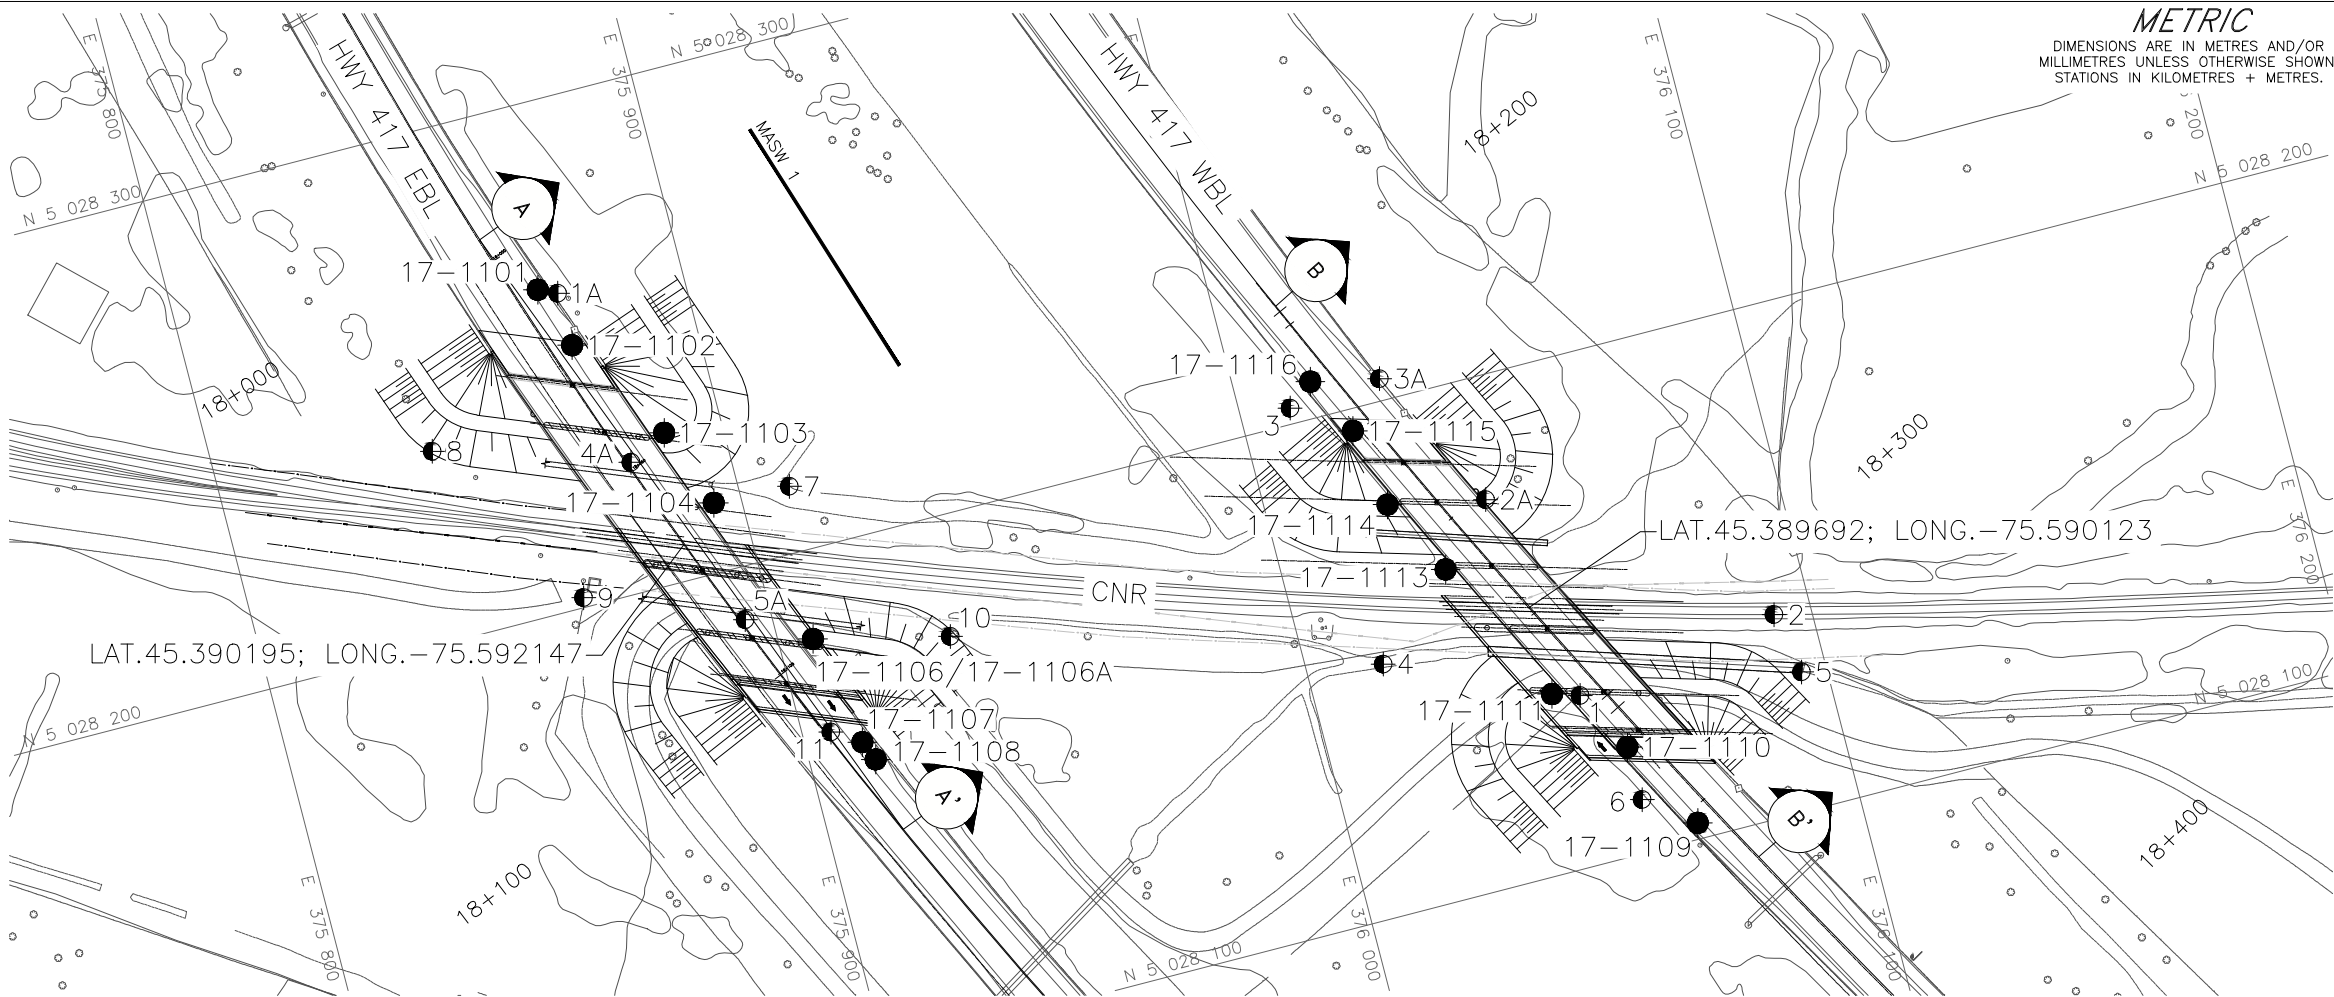 METRIC
DIMENSIONS ARE IN METRES AND/OR
MILLIMETRES UNLESS OTHERWISE SHOWN
STATIONS IN KILOMETRES + METRES.
E 375 800
N 5 028 300
E 375 900
N 5 028 300
HWY 417 EBL
MASW 1
E
HWY 417 WBL
18+200
E 376 100
200
N 5 028 200
A
B
17-1101
1A
17-1102
17-1103
8
4A
7
17-1104
18+000
17-1116
3A
3
17-1115
2A
17-1114
17-1113
18+300
LAT.45.389692; LONG.-75.590123
E 376 200
CNR
9
5A
10
LAT.45.390195; LONG.-75.592147
17-1106/17-1106A
4
2
5
N 5 028 200
N 5 028 100
17-1107
11
17-1108
A'
17-1111
1
17-1110
6
17-1109
B'
18+400
18+100
E 375 800
E 375 900
N 5 028 100
E 376 000
E 376 100